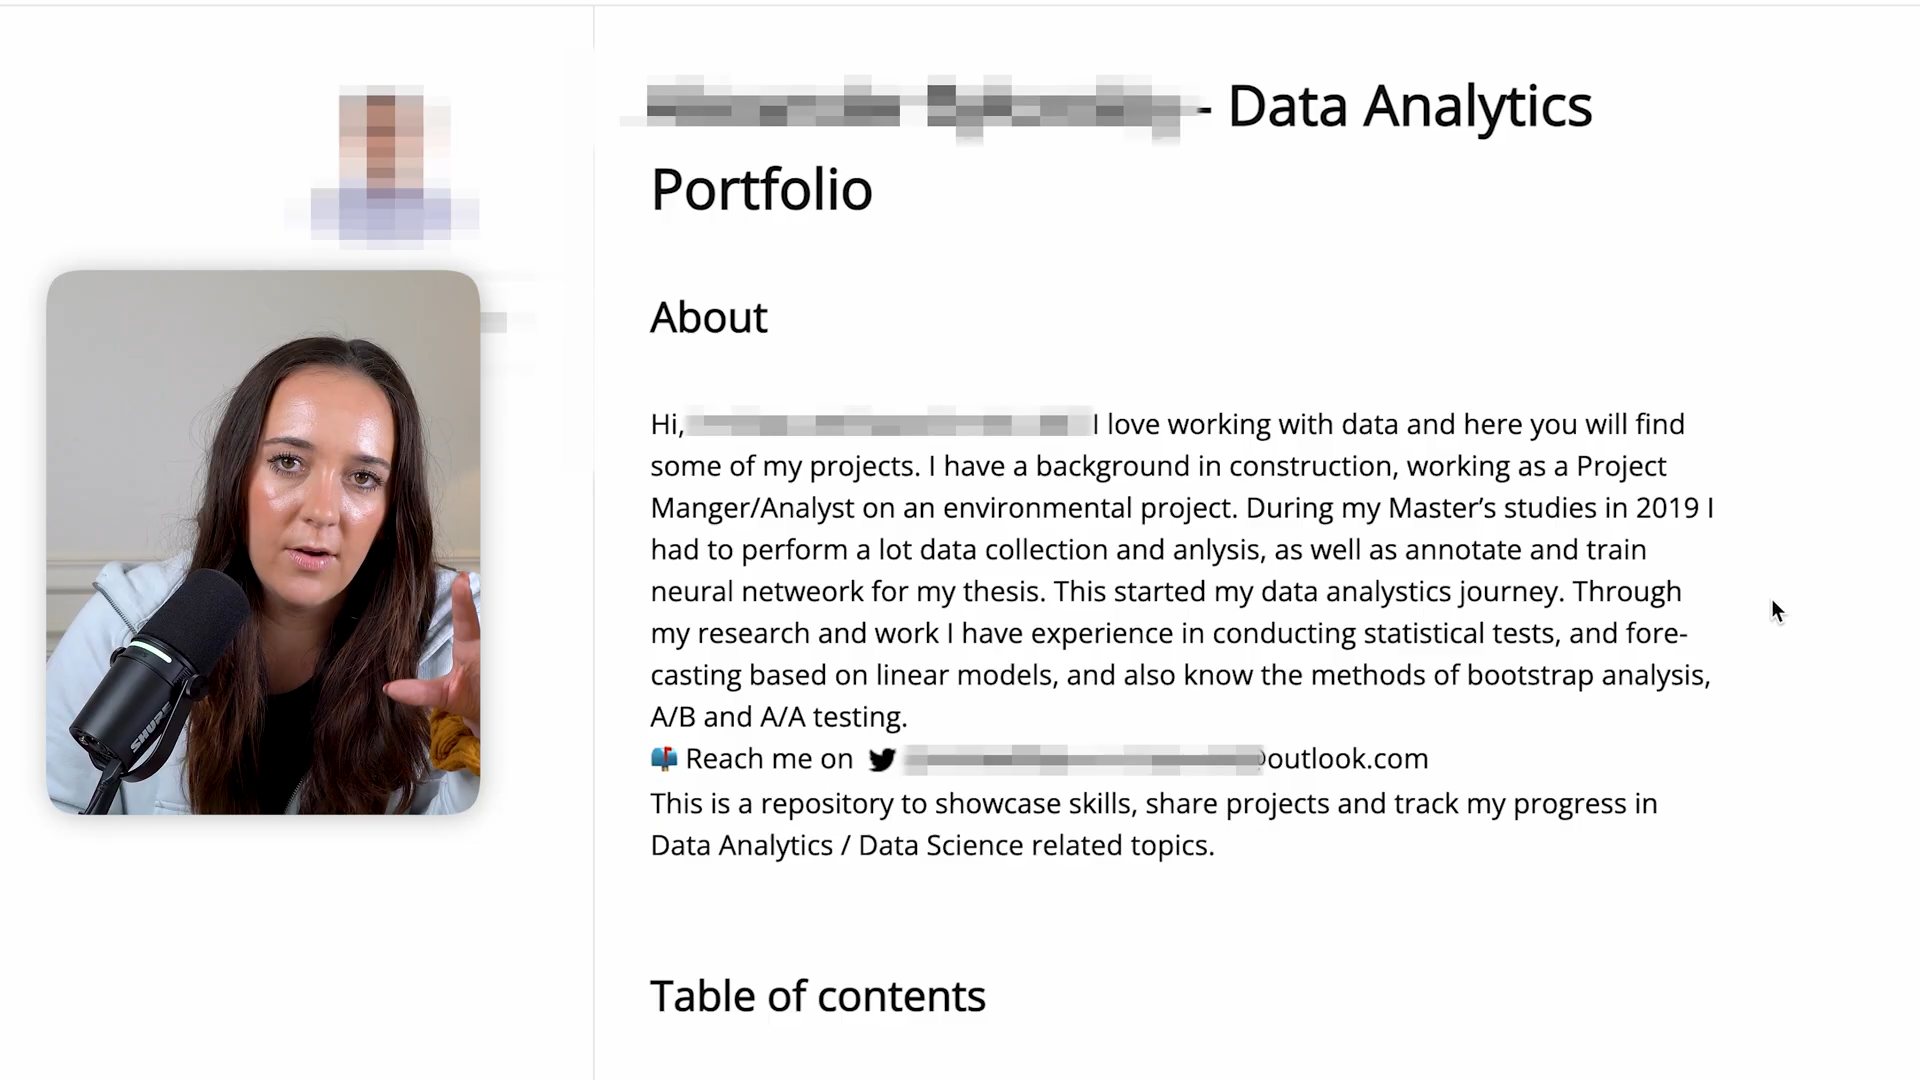 - Data Analytics
Portfolio
About
Hi, I love working with data and here you will find
some of my projects. I have a background in construction, working as a Project
Manger/Analyst on an environmental project. During my Master’s studies in 2019 I
had to perform a lot data collection and anlysis, as well as annotate and train
neural netweork for my thesis. This started my data analystics journey. Through
my research and work I have experience in conducting statistical tests, and fore-
casting based on linear models, and also know the methods of bootstrap analysis,
A/B and A/A testing.
Reach me on @outlook.com
This is a repository to showcase skills, share projects and track my progress in
Data Analytics / Data Science related topics.
Table of contents
SHURE